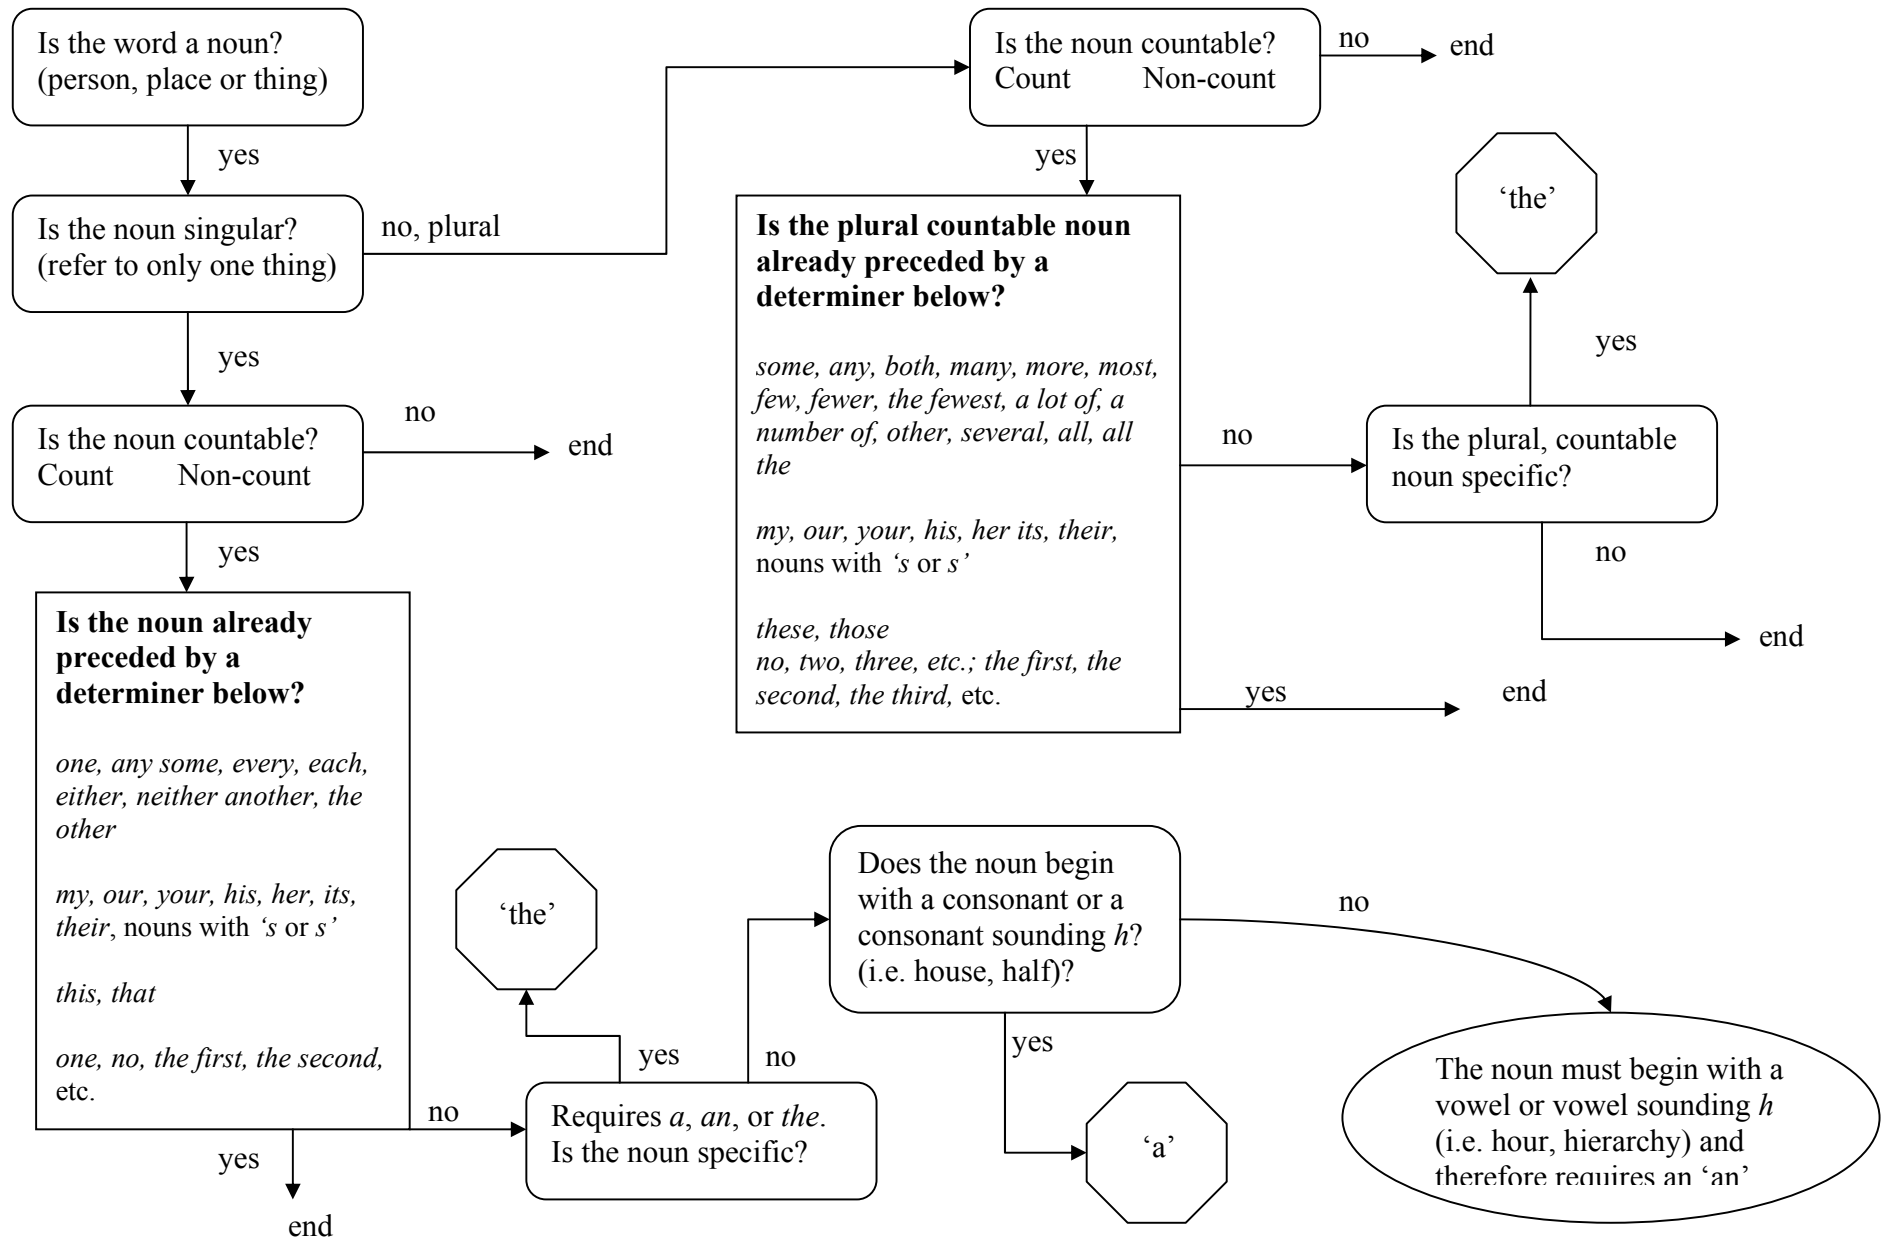 Is the word a noun?
(person, place or thing)
yes
Is the noun singular?
(refer to only one thing)
no, plural
yes
Is the noun countable?
Count Non-count
no
end
yes
Is the noun already
preceded by a
determiner below?
one, any some, every, each,
either, neither another, the
other
my, our, your, his, her, its,
their, nouns with ‘s or s’
this, that
one, no, the first, the second,
etc.
yes
end
no
Requires a, an, or the.
Is the noun specific?
yes
‘the’
no
Does the noun begin
with a consonant or a
consonant sounding h?
(i.e. house, half)?
yes
‘a’
no
The noun must begin with a
vowel or vowel sounding h
(i.e. hour, hierarchy) and
therefore requires an ‘an’
Is the noun countable?
Count Non-count
no
end
yes
Is the plural countable noun
already preceded by a
determiner below?
some, any, both, many, more, most,
few, fewer, the fewest, a lot of, a
number of, other, several, all, all
the
my, our, your, his, her its, their,
nouns with ‘s or s’
these, those
no, two, three, etc.; the first, the
second, the third, etc.
yes
end
no
Is the plural, countable
noun specific?
yes
‘the’
no
end